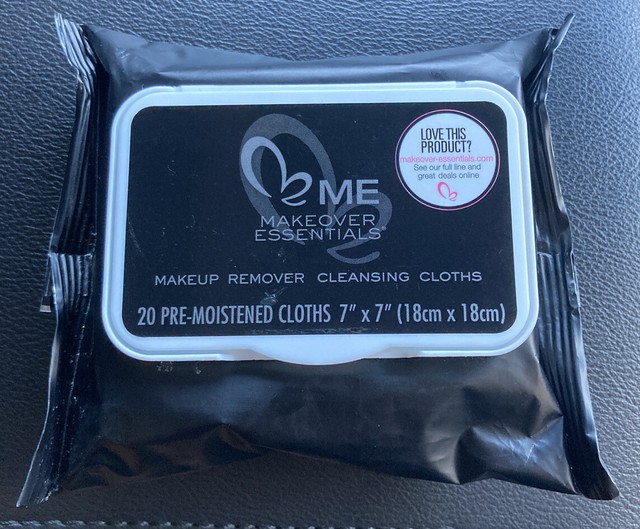 LOVE THIS
PRODUCT?
makeover-essentials.com
See our full line and
great deals online
ME
MAKEOVER
ESSENTIALS
MAKEUP REMOVER CLEANSING CLOTHS
20 PRE-MOISTENED CLOTHS 7" x 7" (18cm x 18cm)